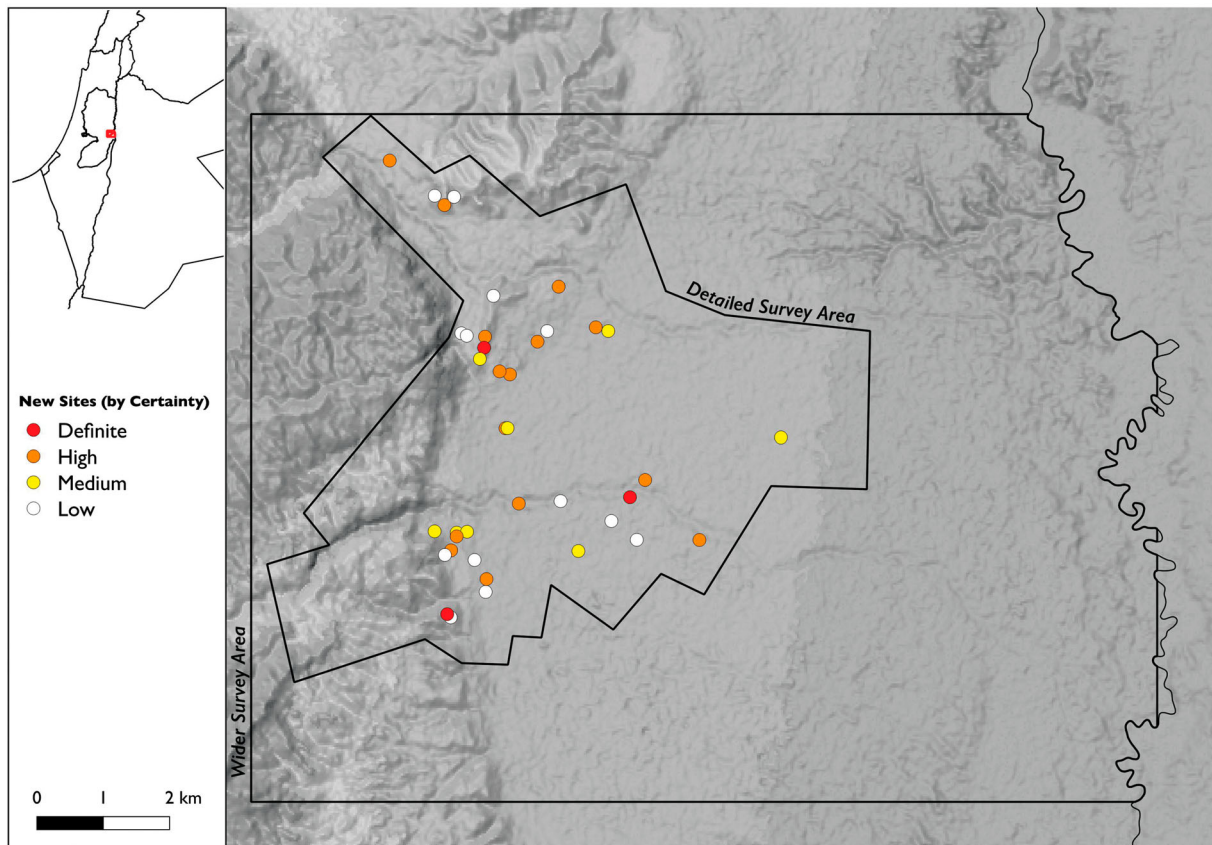 New Sites (by Certainty)
Definite
High
Medium
Low
0 1 2 km
Detailed Survey Area
Wider Survey Area